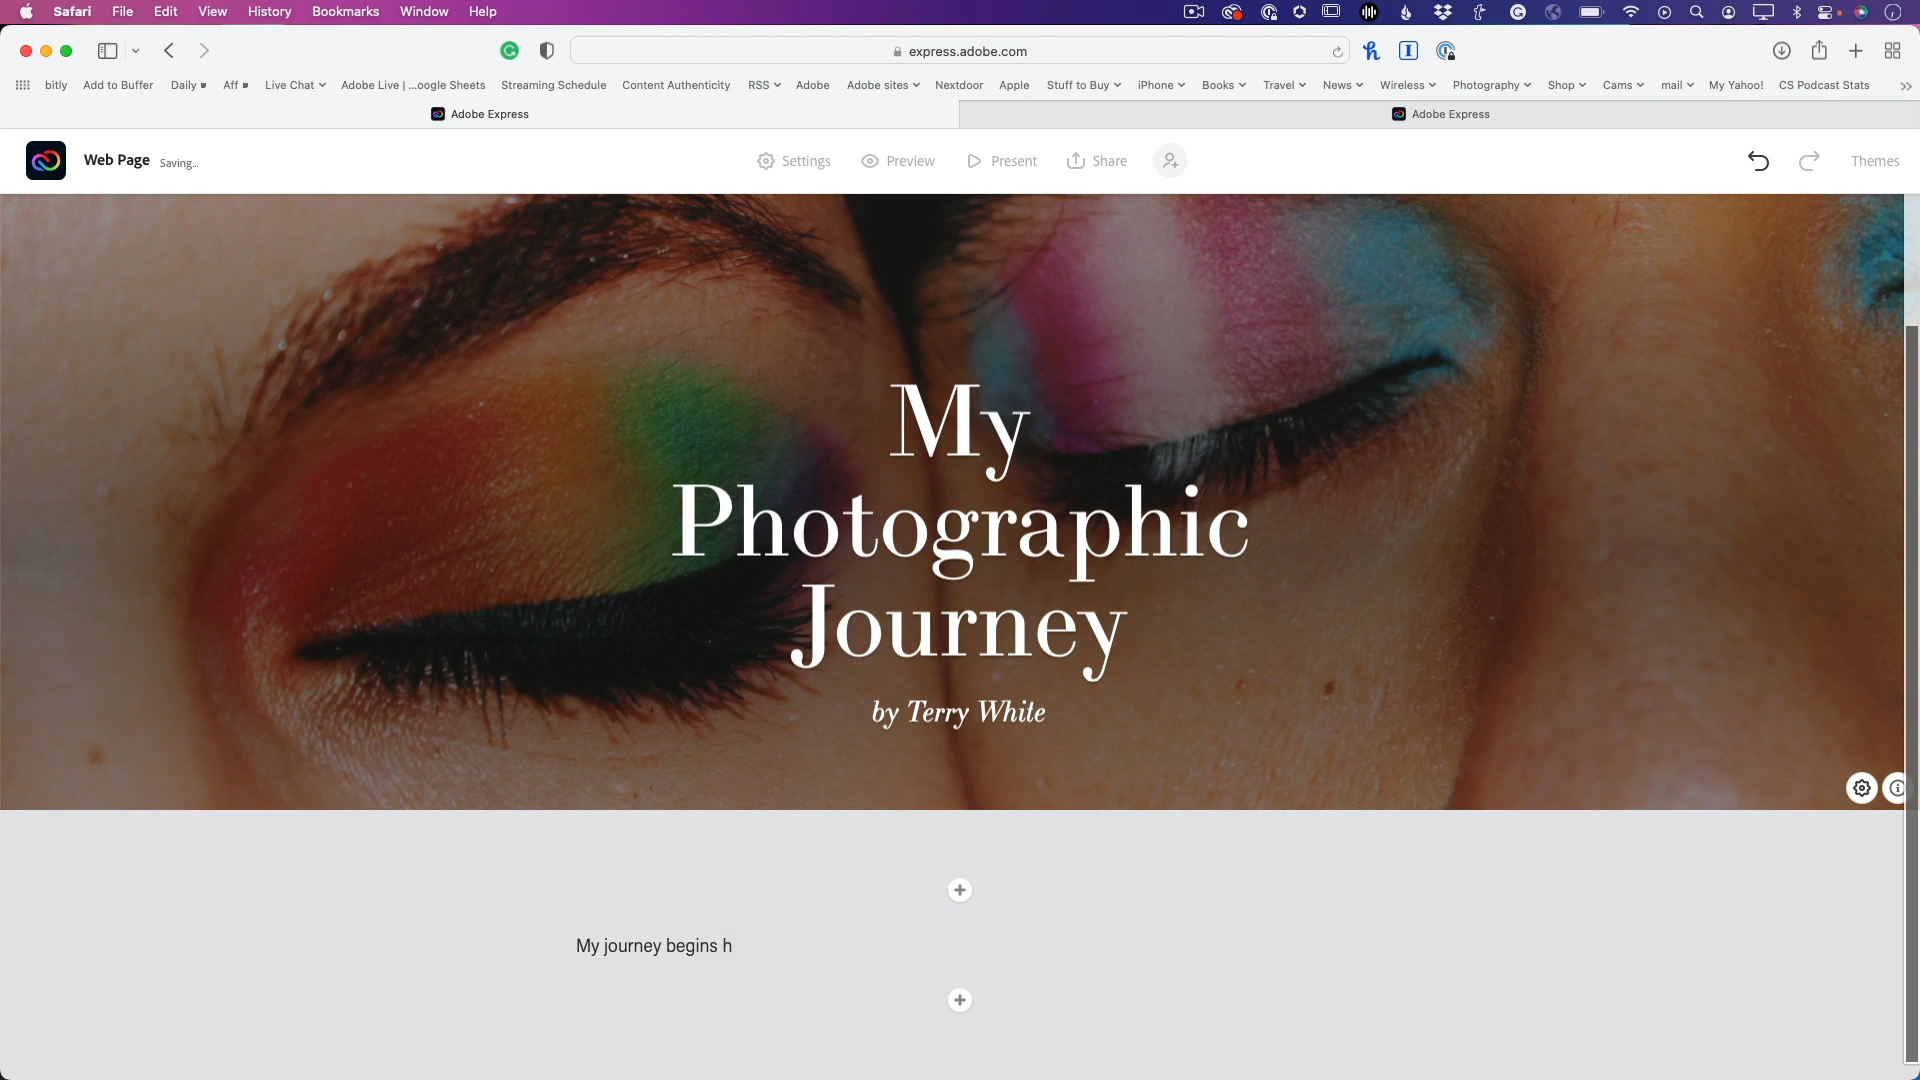 Safari File Edit View History Bookmarks Window Help
express.adobe.com
bitly Add to Buffer Daily Aff Live Chat Adobe Live | ...oogle Sheets Streaming Schedule Content Authenticity RSS Adobe Adobe sites Nextdoor Apple Stuff to Buy iPhone Books Travel News Wireless Photography Shop Cams mail My Yahoo! CS Podcast Stats
Adobe Express Adobe Express
Web Page Saving... Settings Preview Present Share Themes
My
Photographic
Journey
by Terry White
My journey begins h